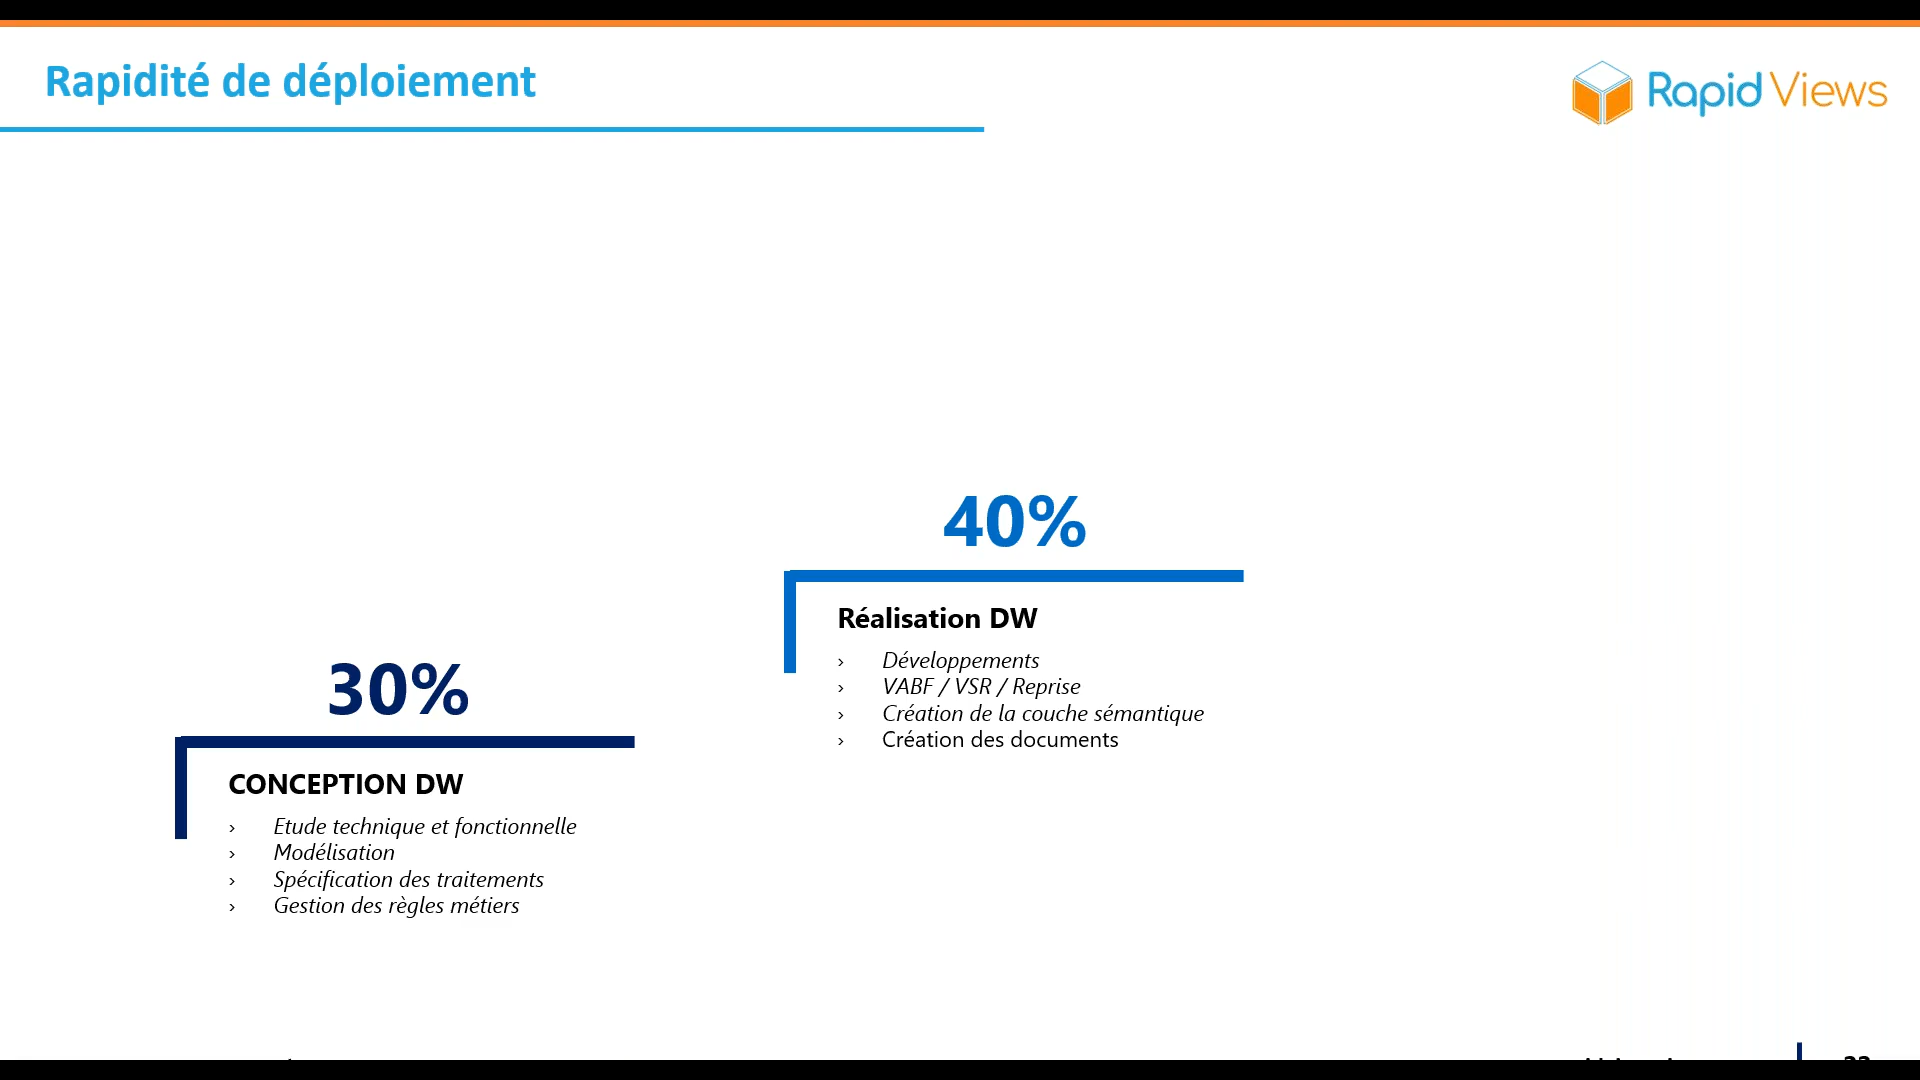 Rapidité de déploiement
Rapid Views
40%
Réalisation DW
› Développements
› VABF / VSR / Reprise
› Création de la couche sémantique
› Création des documents
30%
CONCEPTION DW
› Etude technique et fonctionnelle
› Modélisation
› Spécification des traitements
› Gestion des règles métiers